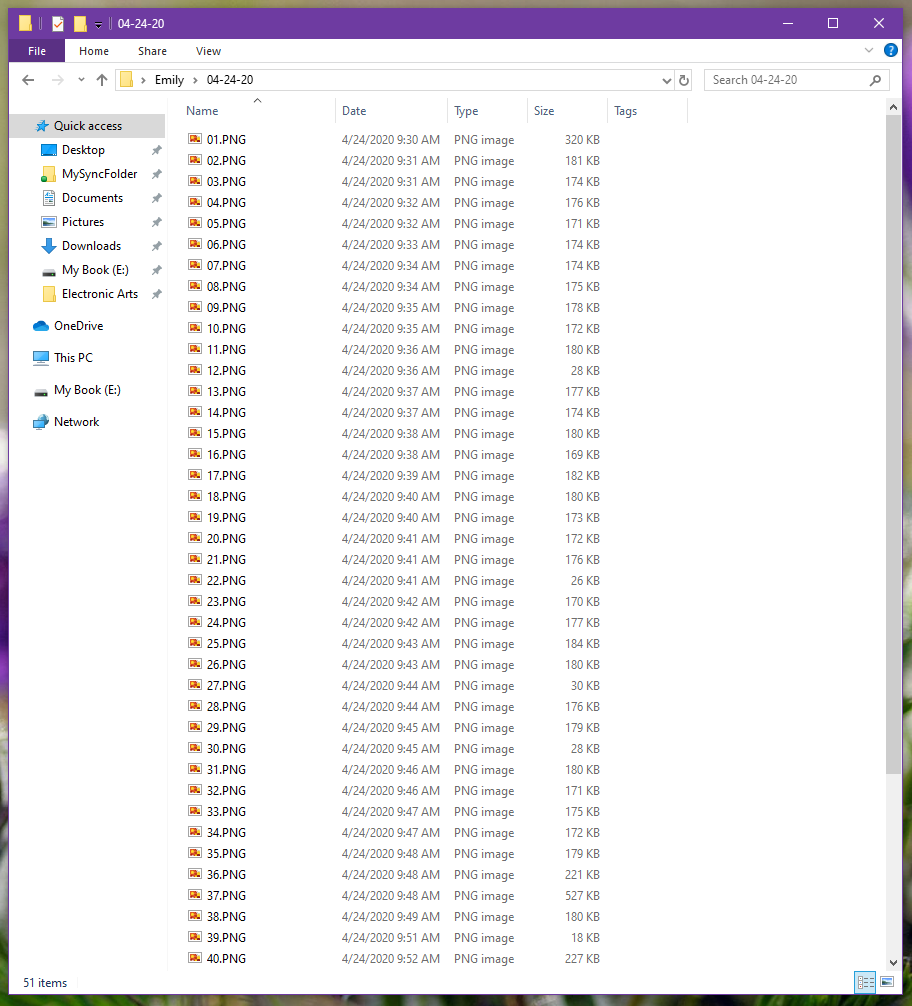 04-24-20
File Home Share View
Emily 04-24-20 Search 04-24-20
Name Date Type Size Tags
Quick access
Desktop
MySyncFolder
Documents
Pictures
Downloads
My Book (E:)
Electronic Arts
OneDrive
This PC
My Book (E:)
Network
01.PNG 4/24/2020 9:30 AM PNG image 320 KB
02.PNG 4/24/2020 9:31 AM PNG image 181 KB
03.PNG 4/24/2020 9:31 AM PNG image 174 KB
04.PNG 4/24/2020 9:32 AM PNG image 176 KB
05.PNG 4/24/2020 9:32 AM PNG image 171 KB
06.PNG 4/24/2020 9:33 AM PNG image 174 KB
07.PNG 4/24/2020 9:34 AM PNG image 174 KB
08.PNG 4/24/2020 9:34 AM PNG image 175 KB
09.PNG 4/24/2020 9:35 AM PNG image 178 KB
10.PNG 4/24/2020 9:35 AM PNG image 172 KB
11.PNG 4/24/2020 9:36 AM PNG image 180 KB
12.PNG 4/24/2020 9:36 AM PNG image 28 KB
13.PNG 4/24/2020 9:37 AM PNG image 177 KB
14.PNG 4/24/2020 9:37 AM PNG image 174 KB
15.PNG 4/24/2020 9:38 AM PNG image 180 KB
16.PNG 4/24/2020 9:38 AM PNG image 169 KB
17.PNG 4/24/2020 9:39 AM PNG image 182 KB
18.PNG 4/24/2020 9:40 AM PNG image 180 KB
19.PNG 4/24/2020 9:40 AM PNG image 173 KB
20.PNG 4/24/2020 9:41 AM PNG image 172 KB
21.PNG 4/24/2020 9:41 AM PNG image 176 KB
22.PNG 4/24/2020 9:41 AM PNG image 26 KB
23.PNG 4/24/2020 9:42 AM PNG image 170 KB
24.PNG 4/24/2020 9:42 AM PNG image 177 KB
25.PNG 4/24/2020 9:43 AM PNG image 184 KB
26.PNG 4/24/2020 9:43 AM PNG image 180 KB
27.PNG 4/24/2020 9:44 AM PNG image 30 KB
28.PNG 4/24/2020 9:44 AM PNG image 176 KB
29.PNG 4/24/2020 9:45 AM PNG image 179 KB
30.PNG 4/24/2020 9:45 AM PNG image 28 KB
31.PNG 4/24/2020 9:46 AM PNG image 180 KB
32.PNG 4/24/2020 9:46 AM PNG image 171 KB
33.PNG 4/24/2020 9:47 AM PNG image 175 KB
34.PNG 4/24/2020 9:47 AM PNG image 172 KB
35.PNG 4/24/2020 9:48 AM PNG image 179 KB
36.PNG 4/24/2020 9:48 AM PNG image 221 KB
37.PNG 4/24/2020 9:48 AM PNG image 527 KB
38.PNG 4/24/2020 9:49 AM PNG image 180 KB
39.PNG 4/24/2020 9:51 AM PNG image 18 KB
40.PNG 4/24/2020 9:52 AM PNG image 227 KB
51 items